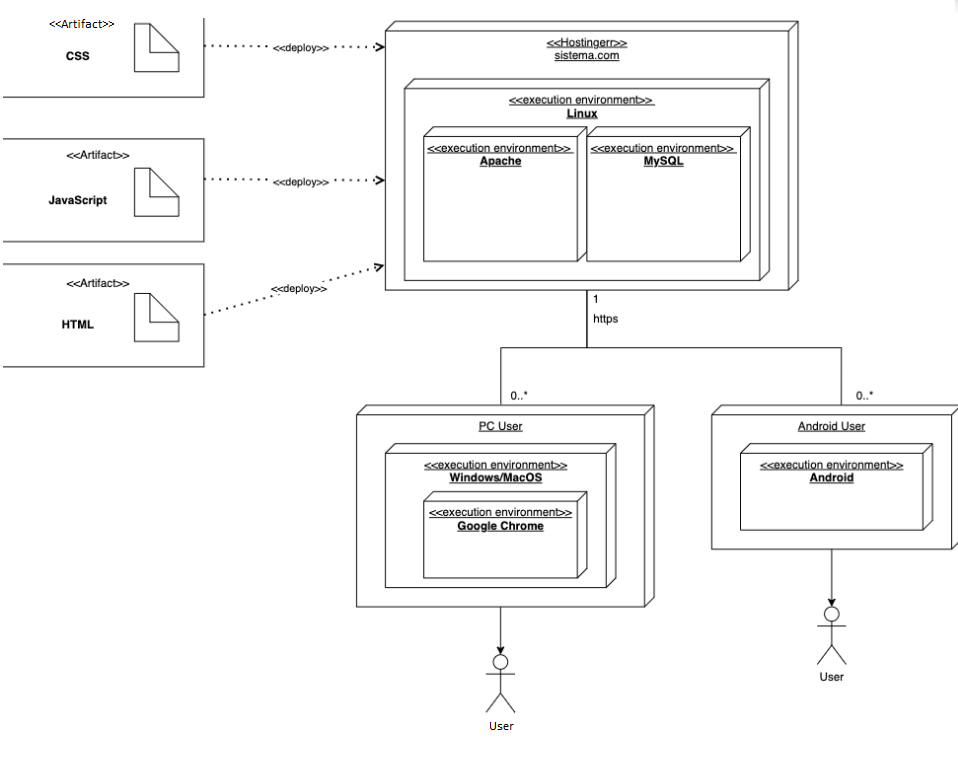 <<Artifact>>
CSS
<<deploy>>
<<Artifact>>
JavaScript
<<deploy>>
<<Artifact>>
HTML
<<deploy>>
<<Hostingerr>>
sistema.com
<<execution environment>>
Linux
<<execution environment>>
Apache
<<execution environment>>
MySQL
1
https
0..*
0..*
PC User
<<execution environment>>
Windows/MacOS
<<execution environment>>
Google Chrome
User
Android User
<<execution environment>>
Android
User